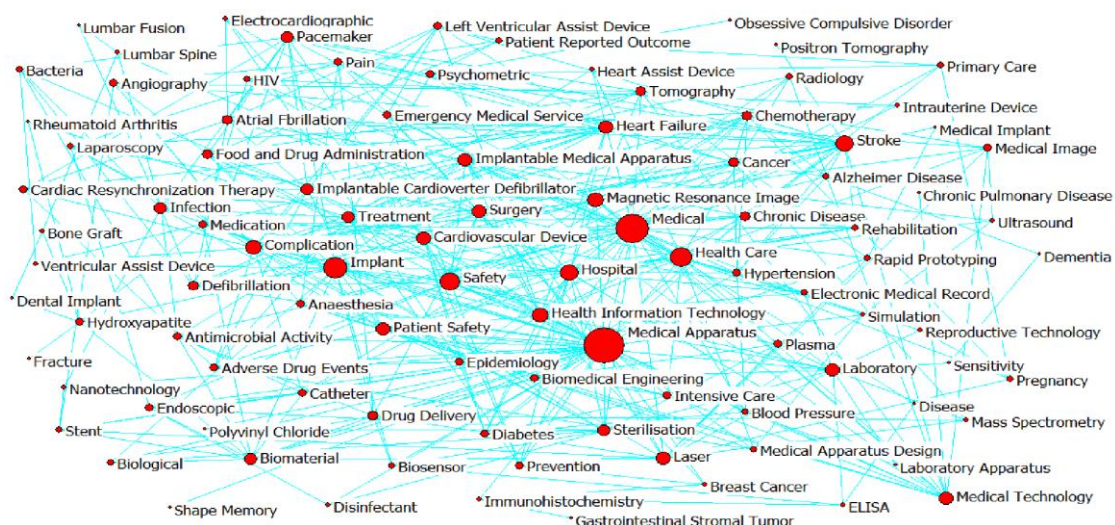 Lumbar Fusion
Electrocardiographic
Pacemaker
Left Ventricular Assist Device
Obsessive Compulsive Disorder
Patient Reported Outcome
Positron Tomography
Lumbar Spine
Pain
Bacteria
Angiography
HIV
Psychometric
Heart Assist Device
Radiology
Primary Care
Tomography
Intrauterine Device
Rheumatoid Arthritis
Atrial Fbrillation
Emergency Medical Service
Heart Failure
Chemotherapy
Stroke
Medical Implant
Laparoscopy
Food and Drug Administration
Implantable Medical Apparatus
Cancer
Medical Image
Alzheimer Disease
Cardiac Resynchronization Therapy
Implantable Cardioverter Defibrillator
Magnetic Resonance Image
Chronic Pulmonary Disease
Infection
Treatment
Surgery
Medical
Chronic Disease
Ultrasound
Bone Graft
Medication
Complication
Cardiovascular Device
Health Care
Rehabilitation
Ventricular Assist Device
Implant
Safety
Hospital
Hypertension
Rapid Prototyping
Dementia
Defibrillation
Dental Implant
Anaesthesia
Electronic Medical Record
Hydroxyapatite
Patient Safety
Health Information Technology
Simulation
Antimicrobial Activity
Medical Apparatus
Plasma
Reproductive Technology
Fracture
Adverse Drug Events
Epidemiology
Laboratory
Sensitivity
Nanotechnology
Catheter
Biomedical Engineering
Intensive Care
Pregnancy
Endoscopic
Drug Delivery
Blood Pressure
Disease
Stent
Polyvinyl Chloride
Diabetes
Sterilisation
Mass Spectrometry
Biological
Biomaterial
Biosensor
Prevention
Laser
Medical Apparatus Design
Laboratory Apparatus
Breast Cancer
Shape Memory
Disinfectant
Immunohistochemistry
ELISA
Medical Technology
Gastrointestinal Stromal Tumor